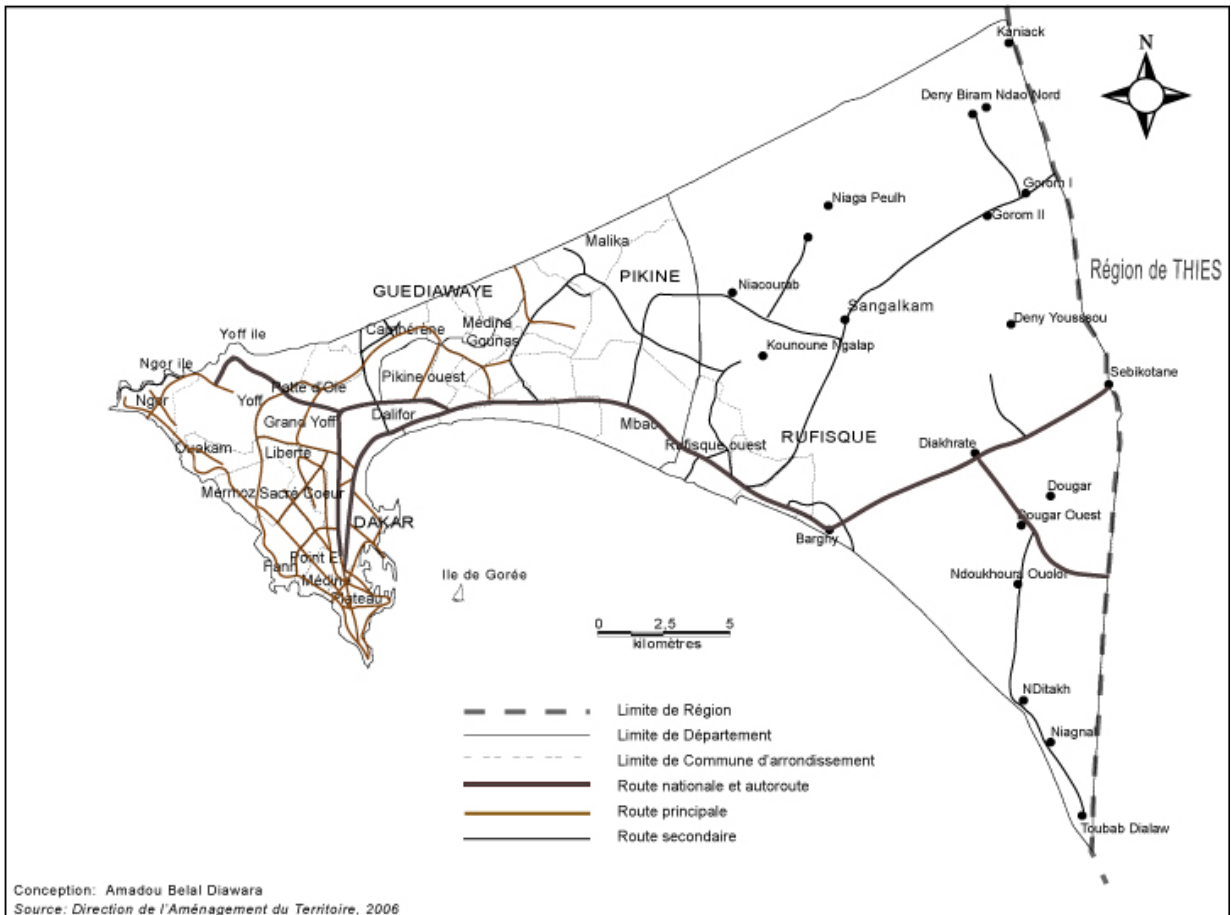 Kaniack
N
Deny Biram Ndao Nord
Gorom I
Niaga Peulh
Gorom II
Malika
Région de THIES
PIKINE
Niacourab
GUEDIAWAYE
Sangalkam
Deny Yousssou
Cambérène
Médina
Gounas
Yoff ile
Kounoune Ngalap
Ngor ile
Sebikotane
Pikine ouest
Patte d'Oie
Ngor
Yoff
Dalifor
Grand Yoff
Mbao
RUFISQUE
Rufisque ouest
Ouakam
Liberté
Diakhrate
Mermoz
Sacré Coeur
Dougar
DAKAR
Dougar Ouest
Barghy
Point E
Fann
Ile de Gorée
Ndoukhoura Ouolof
Médina
Plateau
0 2,5 5
kilomètres
NDitakh
Niagnal
Toubab Dialaw
Limite de Région
Limite de Département
Limite de Commune d'arrondissement
Route nationale et autoroute
Route principale
Route secondaire
Conception: Amadou Belal Diawara
Source: Direction de l'Aménagement du Territoire, 2006